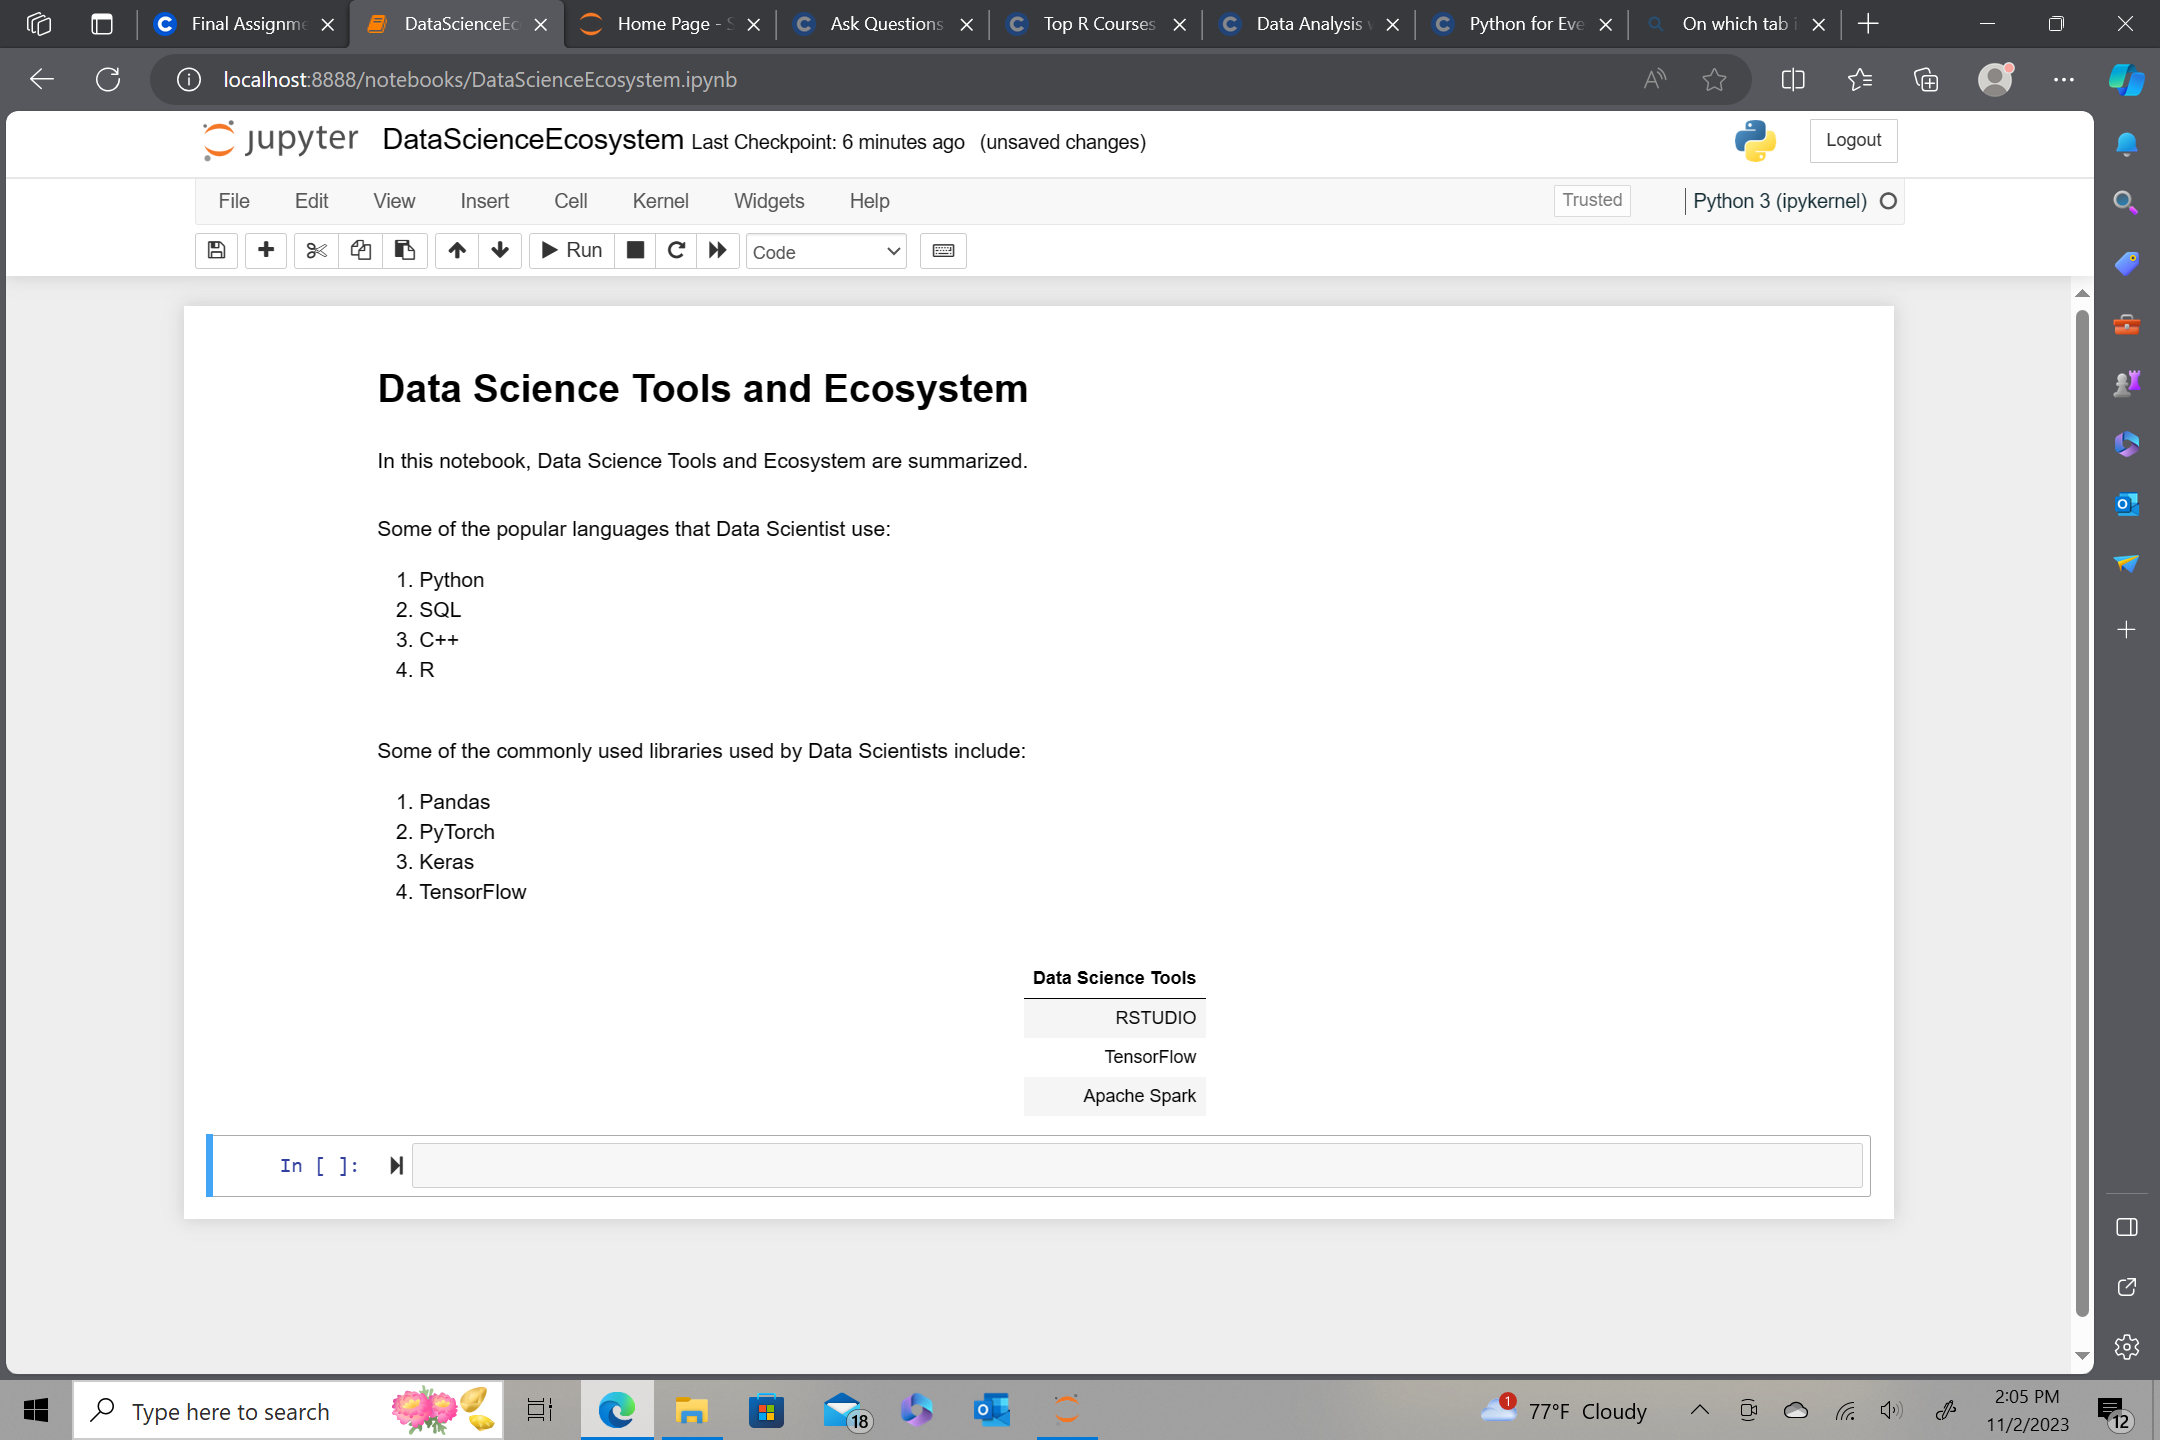 Final Assignme
DataScienceEc
Home Page - S
Ask Questions
Top R Courses
Data Analysis
Python for Eve
On which tab i
localhost:8888/notebooks/DataScienceEcosystem.ipynb
jupyter DataScienceEcosystem Last Checkpoint: 6 minutes ago (unsaved changes)
Logout
File Edit View Insert Cell Kernel Widgets Help
Trusted
Python 3 (ipykernel)
Run
Code
Data Science Tools and Ecosystem
In this notebook, Data Science Tools and Ecosystem are summarized.
Some of the popular languages that Data Scientist use:
1. Python
2. SQL
3. C++
4. R
Some of the commonly used libraries used by Data Scientists include:
1. Pandas
2. PyTorch
3. Keras
4. TensorFlow
Data Science Tools
RSTUDIO
TensorFlow
Apache Spark
In [ ]:
Type here to search
18
1
77°F Cloudy
2:05 PM
11/2/2023
12